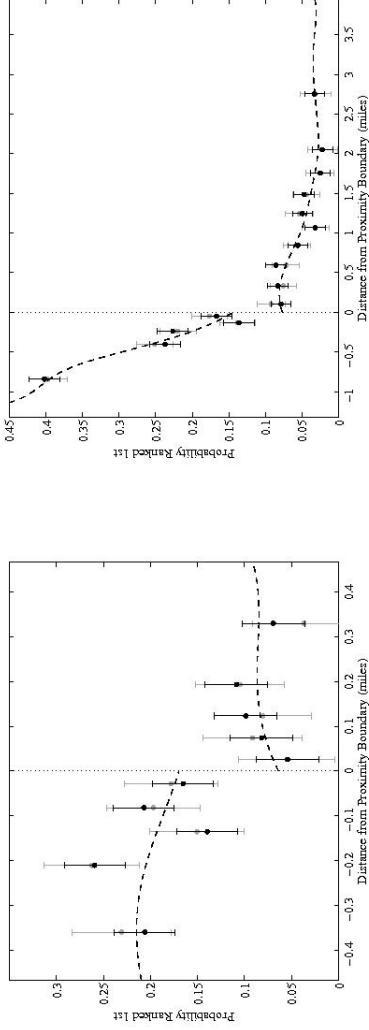 Probability Ranked 1st
0.3
0.25
0.2
0.15
0.1
0.05
0
−0.4 −0.3 −0.2 −0.1 0 0.1 0.2 0.3 0.4
Distance from Proximity Boundary (miles)
Probability Ranked 1st
0.45
0.4
0.35
0.3
0.25
0.2
0.15
0.1
0.05
0
−1 −0.5 0 0.5 1 1.5 2 2.5 3 3.5
Distance from Proximity Boundary (miles)